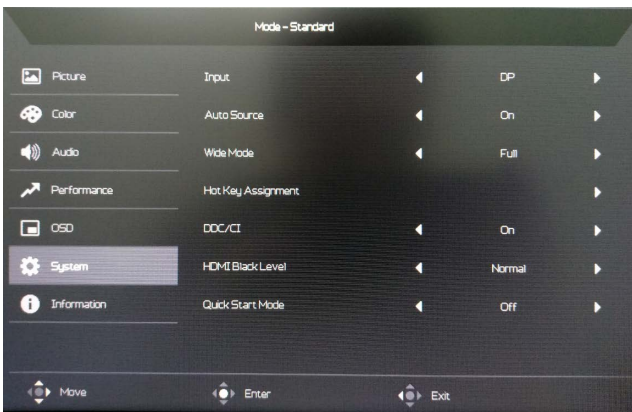 Mode - Standard
Picture
Input
DP
Color
Auto Source
On
Audio
Wide Mode
Full
Performance
Hot Key Assignment
OSD
DDC/CI
On
System
HDMI Black Level
Normal
Information
Quick Start Mode
Off
Move
Enter
Exit